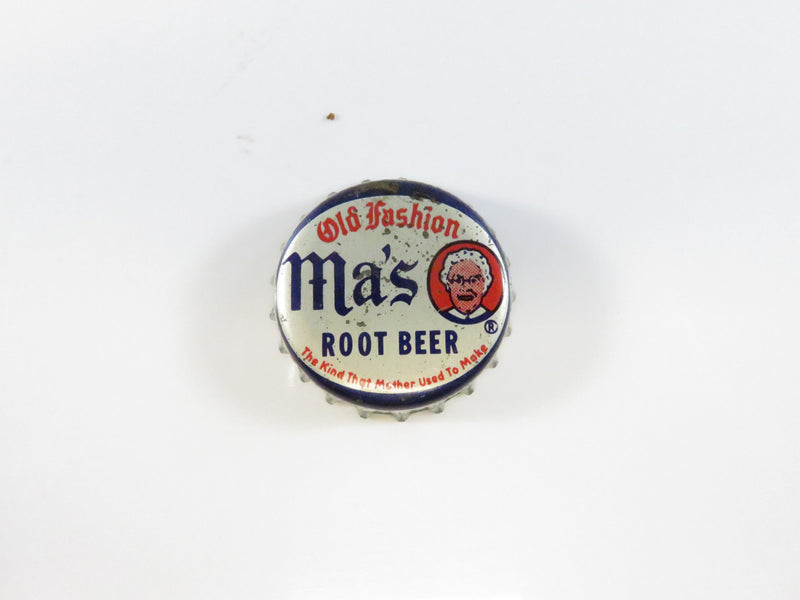 Old Fashion
Ma's
®
ROOT BEER
The Kind That Mother Used To Make